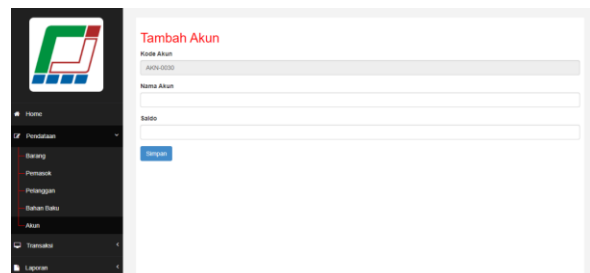 Tambah Akun
Kode Akun
AKN-0030
Nama Akun
Saldo
Simpan
Home
Pendataan
Barang
Pemasok
Pelanggan
Bahan Baku
Akun
Transaksi
Laporan